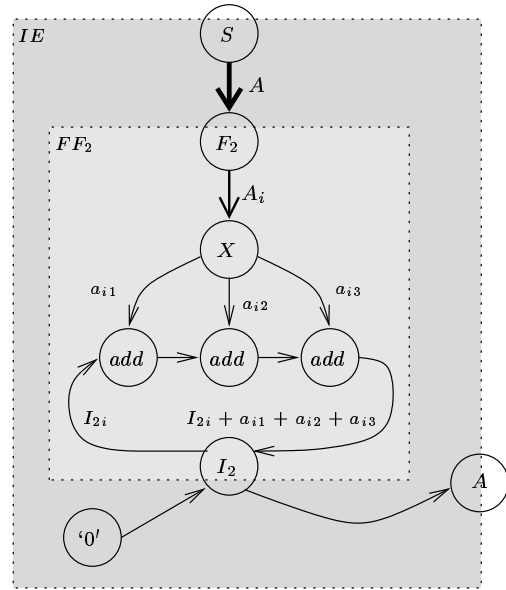 S
IE
A
FF₂
F₂
Aᵢ
X
aᵢ₁
aᵢ₂
aᵢ₃
add add add
I₂ᵢ
I₂ᵢ + aᵢ₁ + aᵢ₂ + aᵢ₃
I₂
A
‘0′